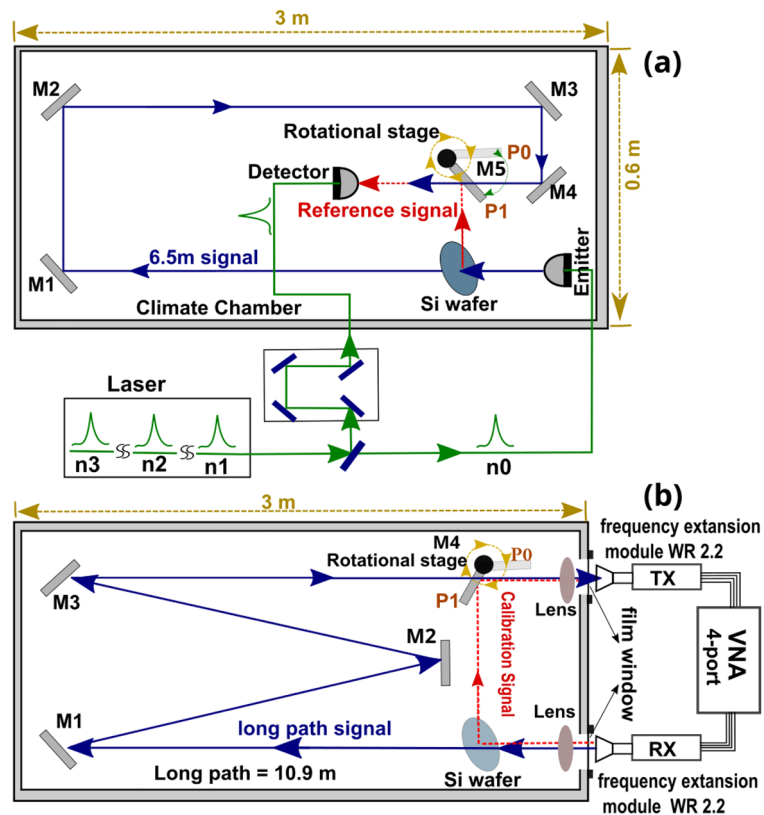 3 m
(a)
M2
M3
Rotational stage
P0
M5
M4
0.6 m
Detector
P1
Reference signal
6.5m signal
M1
Emitter
Si wafer
Climate Chamber
Laser
n3
n2
n1
n0
3 m
(b)
frequency extansion
module WR 2.2
M4
Rotational stage
P0
P1
M3
Lens
TX
Calibration Signal
M2
film window
VNA
4-port
M1
long path signal
Lens
RX
Long path = 10.9 m
Si wafer
frequency extansion
module WR 2.2